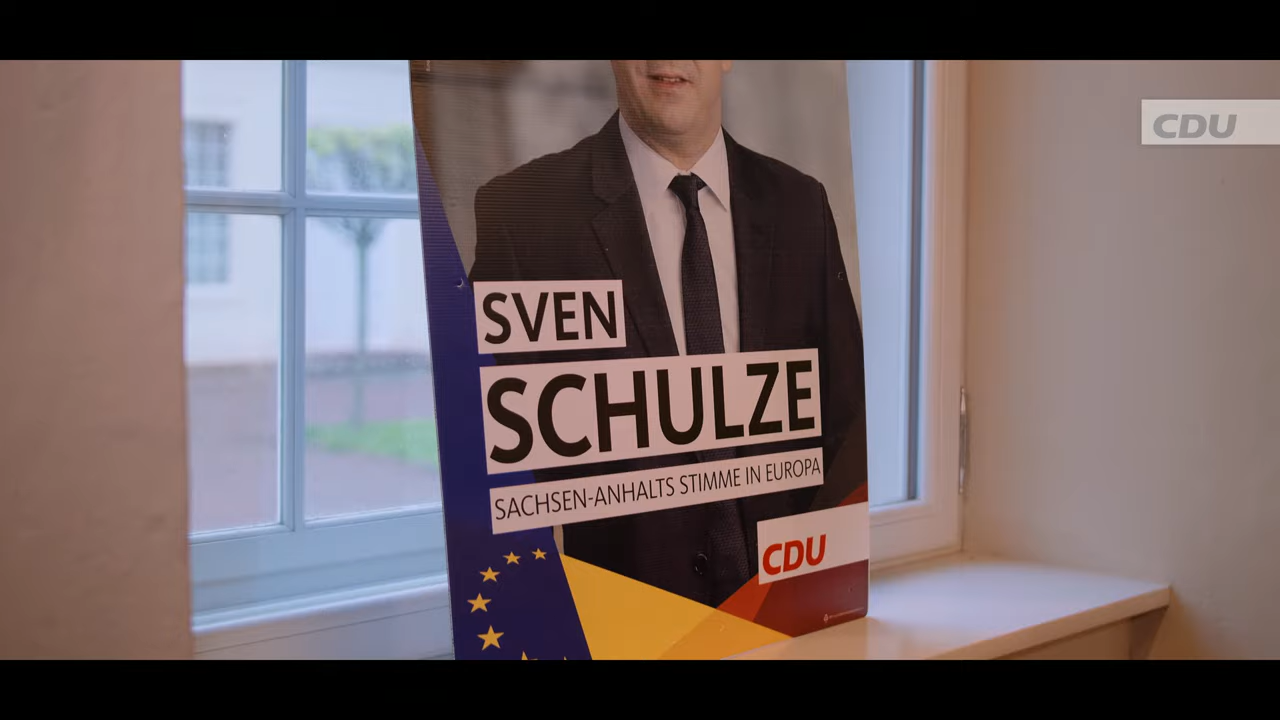 CDU
SVEN
SCHULZE
SACHSEN-ANHALTS STIMME IN EUROPA
CDU